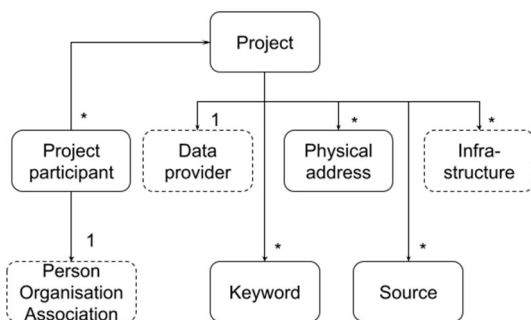 Project
* 1 * *
Project
participant
Data
provider
Physical
address
Infra-
structure
1 * *
Person
Organisation
Association
Keyword
Source